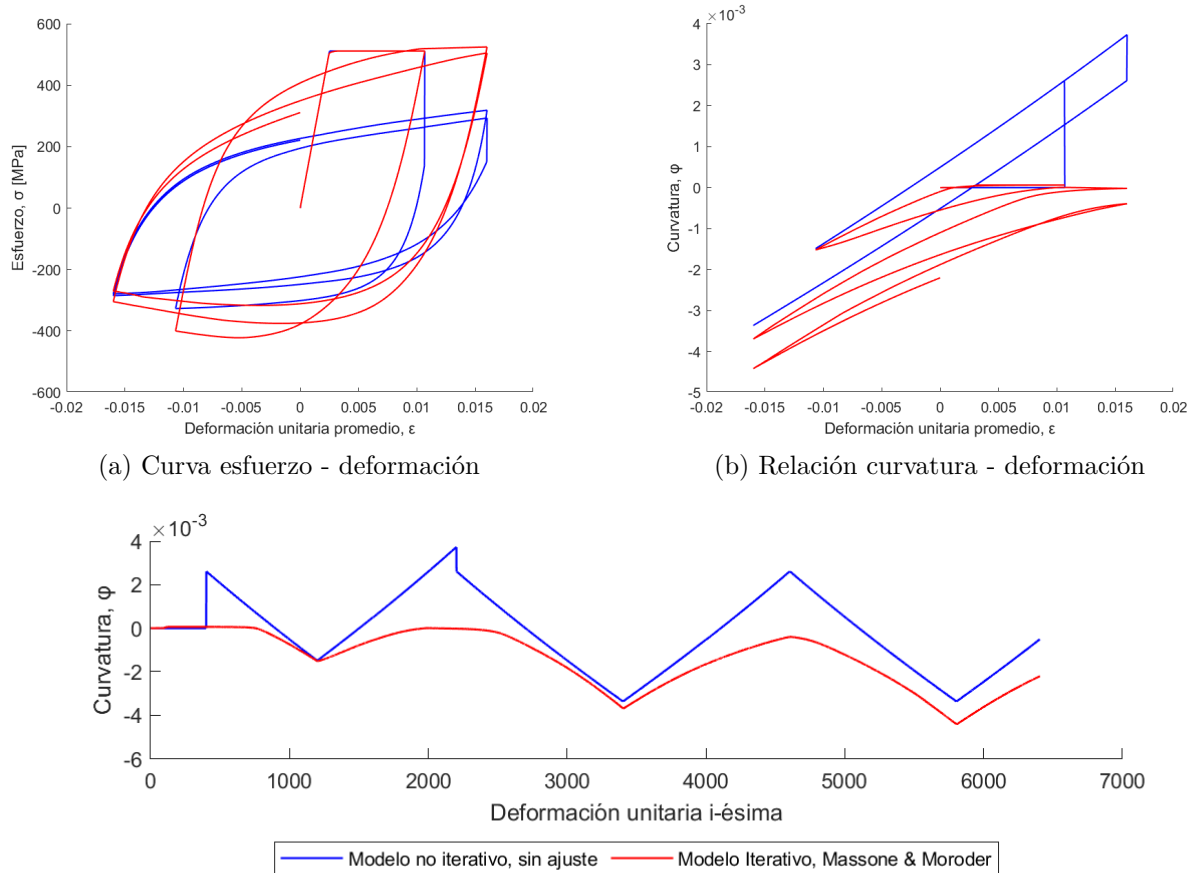 600
400
200
0
-200
-400
-600
-0.02 -0.015 -0.01 -0.005 0 0.005 0.01 0.015 0.02
Esfuerzo, σ [MPa]
Deformación unitaria promedio, ε
(a) Curva esfuerzo - deformación
×10⁻³
4
3
2
1
0
-1
-2
-3
-4
-5
-0.02 -0.015 -0.01 -0.005 0 0.005 0.01 0.015 0.02
Curvatura, φ
Deformación unitaria promedio, ε
(b) Relación curvatura - deformación
×10⁻³
4
2
0
-2
-4
-6
0 1000 2000 3000 4000 5000 6000 7000
Curvatura, φ
Deformación unitaria i-ésima
Modelo no iterativo, sin ajuste Modelo Iterativo, Massone & Moroder